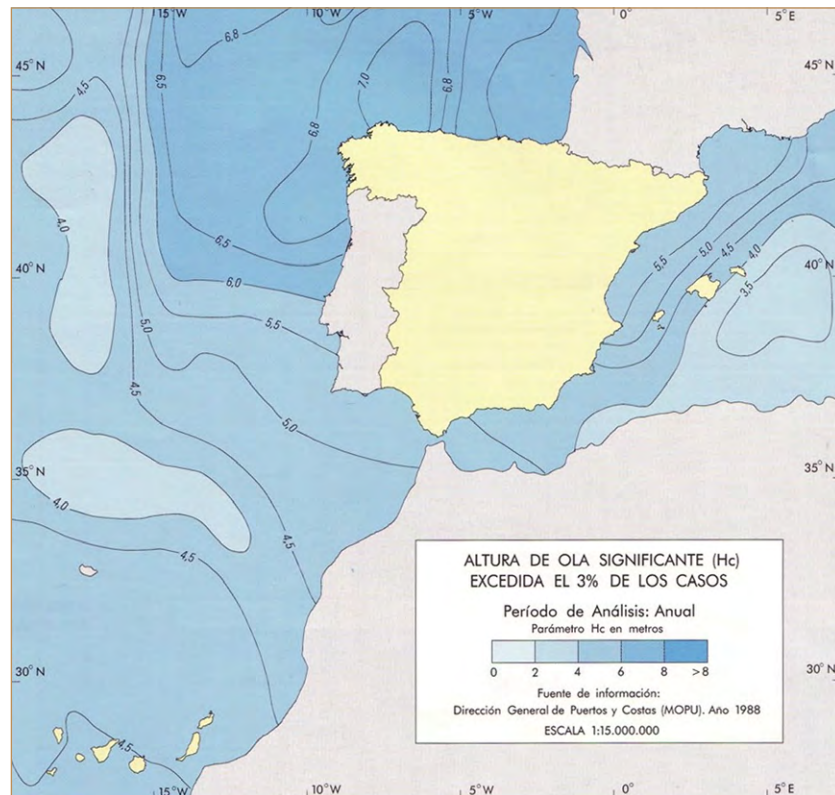 15° W
10° W
5° W
0°
5° E
45° N
45° N
4,5
6,5
6,8
7,0
6,8
6,8
4,0
6,5
6,0
5,5
5,0
4,5
4,0
3,5
40° N
40° N
5,0
5,5
4,5
5,0
35° N
35° N
4,0
4,5
4,5
30° N
30° N
4,5
ALTURA DE OLA SIGNIFICANTE (Hc)
EXCEDIDA EL 3% DE LOS CASOS
Período de Análisis: Anual
Parámetro Hc en metros
0 2 4 6 8 >8
Fuente de información:
Dirección General de Puertos y Costas (MOPU). Año 1988
ESCALA 1:15.000.000
15° W
10° W
5° W
0°
5° E